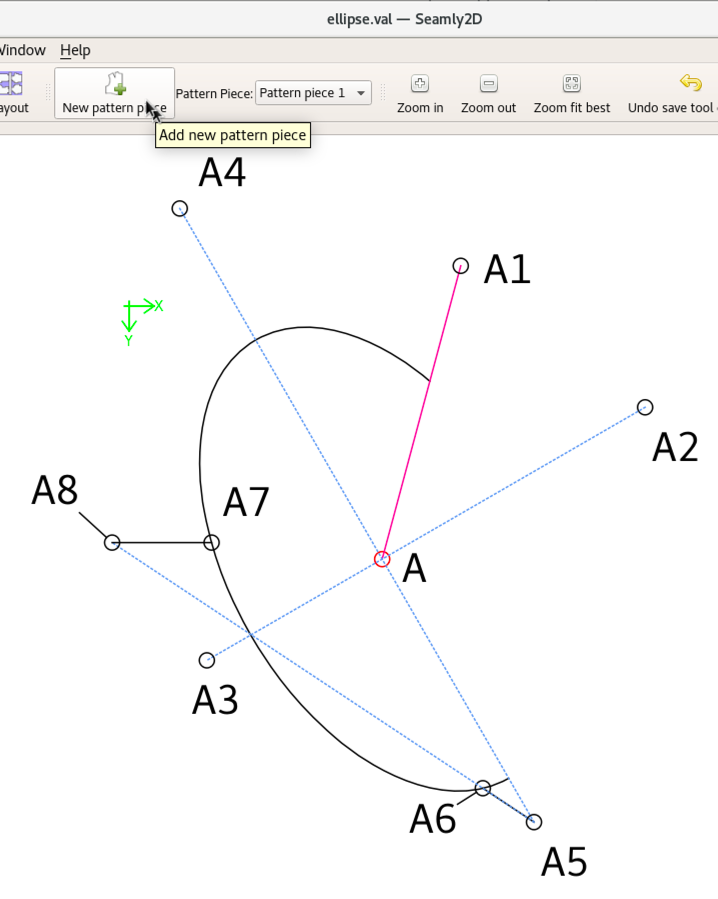 ellipse.val — Seamly2D
Window Help
ayout
New pattern piece
Pattern Piece: Pattern piece 1
Zoom in
Zoom out
Zoom fit best
Undo save tool
Add new pattern piece
A4
A1
X
Y
A2
A8
A7
A
A3
A6
A5